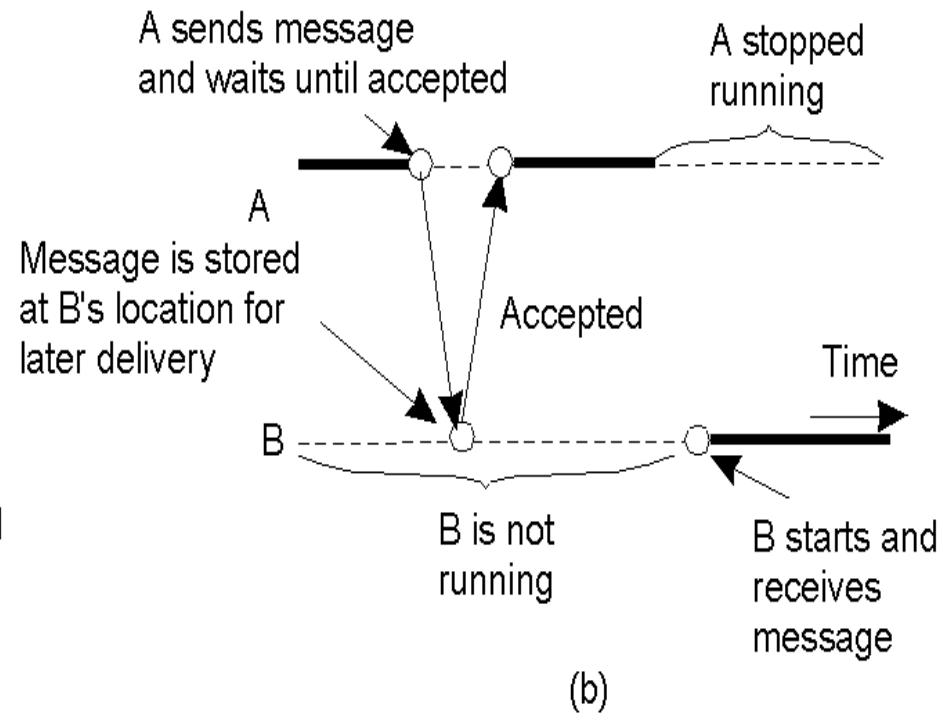 A sends message
and waits until accepted
A stopped
running
A
Message is stored
at B's location for
later delivery
Accepted
Time
B
B is not
running
B starts and
receives
message
(b)